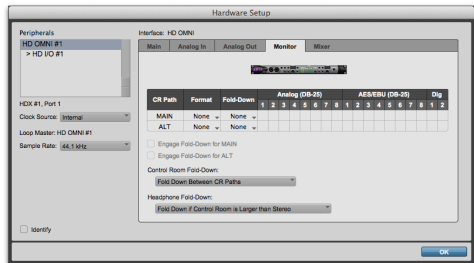 Hardware Setup
Peripherals
HD OMNI #1
> HD I/O #1
HDX #1, Port 1
Clock Source: Internal
Loop Master: HD OMNI #1
Sample Rate: 44.1 kHz
Identify
Interface: HD OMNI
Main Analog In Analog Out Monitor Mixer
Analog (DB-25) AES/EBU (DB-25) Dig
CR Path Format Fold-Down 1 2 3 4 5 6 7 8 1 2 3 4 5 6 7 8 1 2
MAIN None None
ALT None None
Engage Fold-Down for MAIN
Engage Fold-Down for ALT
Control Room Fold-Down:
Fold Down Between CR Paths
Headphone Fold-Down:
Fold Down if Control Room is Larger than Stereo
OK